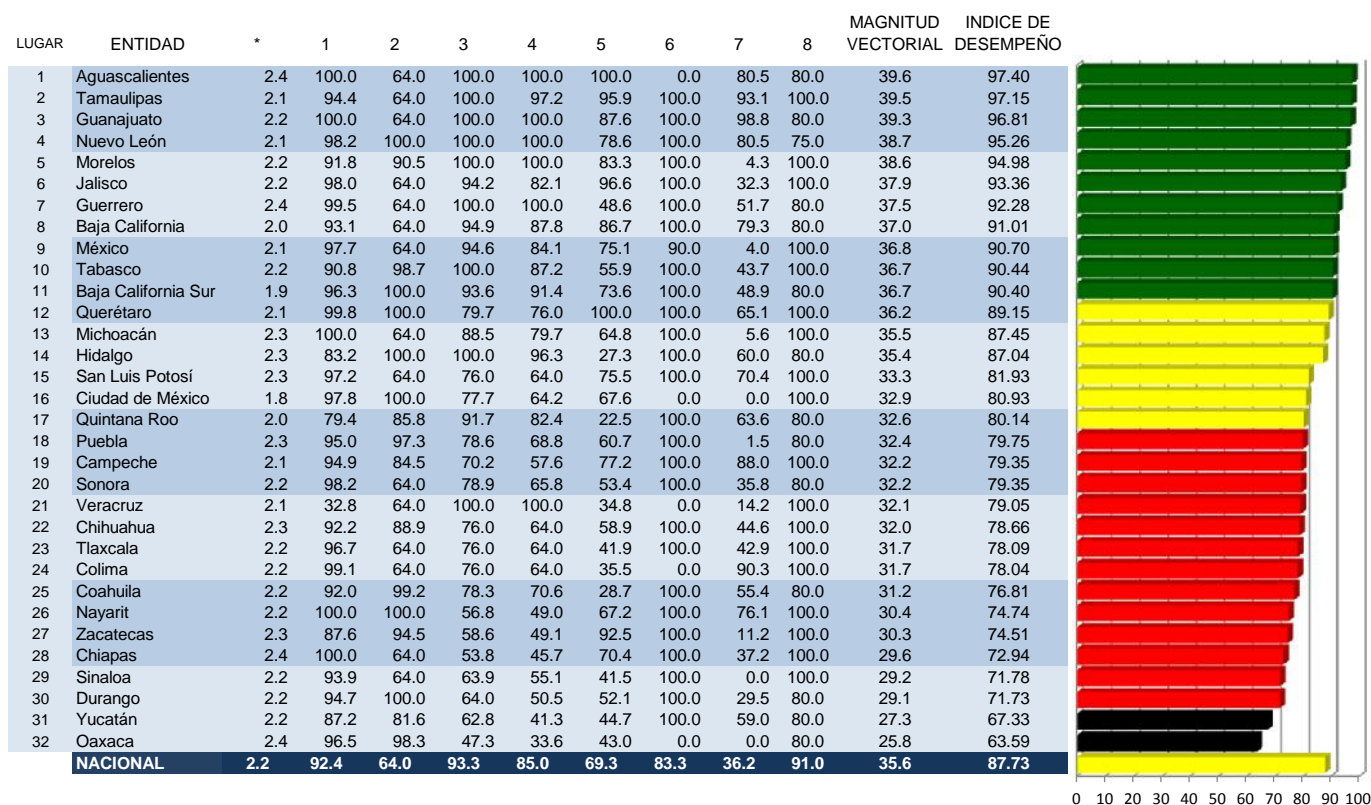 MAGNITUD INDICE DE
LUGAR ENTIDAD * 1 2 3 4 5 6 7 8 VECTORIAL DESEMPEÑO
1 Aguascalientes 2.4 100.0 64.0 100.0 100.0 100.0 0.0 80.5 80.0 39.6 97.40
2 Tamaulipas 2.1 94.4 64.0 100.0 97.2 95.9 100.0 93.1 100.0 39.5 97.15
3 Guanajuato 2.2 100.0 64.0 100.0 100.0 87.6 100.0 98.8 80.0 39.3 96.81
4 Nuevo León 2.1 98.2 100.0 100.0 100.0 78.6 100.0 80.5 75.0 38.7 95.26
5 Morelos 2.2 91.8 90.5 100.0 100.0 83.3 100.0 4.3 100.0 38.6 94.98
6 Jalisco 2.2 98.0 64.0 94.2 82.1 96.6 100.0 32.3 100.0 37.9 93.36
7 Guerrero 2.4 99.5 64.0 100.0 100.0 48.6 100.0 51.7 80.0 37.5 92.28
8 Baja California 2.0 93.1 64.0 94.9 87.8 86.7 100.0 79.3 80.0 37.0 91.01
9 México 2.1 97.7 64.0 94.6 84.1 75.1 90.0 4.0 100.0 36.8 90.70
10 Tabasco 2.2 90.8 98.7 100.0 87.2 55.9 100.0 43.7 100.0 36.7 90.44
11 Baja California Sur 1.9 96.3 100.0 93.6 91.4 73.6 100.0 48.9 80.0 36.7 90.40
12 Querétaro 2.1 99.8 100.0 79.7 76.0 100.0 100.0 65.1 100.0 36.2 89.15
13 Michoacán 2.3 100.0 64.0 88.5 79.7 64.8 100.0 5.6 100.0 35.5 87.45
14 Hidalgo 2.3 83.2 100.0 100.0 96.3 27.3 100.0 60.0 80.0 35.4 87.04
15 San Luis Potosí 2.3 97.2 64.0 76.0 64.0 75.5 100.0 70.4 100.0 33.3 81.93
16 Ciudad de México 1.8 97.8 100.0 77.7 64.2 67.6 0.0 0.0 100.0 32.9 80.93
17 Quintana Roo 2.0 79.4 85.8 91.7 82.4 22.5 100.0 63.6 80.0 32.6 80.14
18 Puebla 2.3 95.0 97.3 78.6 68.8 60.7 100.0 1.5 80.0 32.4 79.75
19 Campeche 2.1 94.9 84.5 70.2 57.6 77.2 100.0 88.0 100.0 32.2 79.35
20 Sonora 2.2 98.2 64.0 78.9 65.8 53.4 100.0 35.8 80.0 32.2 79.35
21 Veracruz 2.1 32.8 64.0 100.0 100.0 34.8 0.0 14.2 100.0 32.1 79.05
22 Chihuahua 2.3 92.2 88.9 76.0 64.0 58.9 100.0 44.6 100.0 32.0 78.66
23 Tlaxcala 2.2 96.7 64.0 76.0 64.0 41.9 100.0 42.9 100.0 31.7 78.09
24 Colima 2.2 99.1 64.0 76.0 64.0 35.5 0.0 90.3 100.0 31.7 78.04
25 Coahuila 2.2 92.0 99.2 78.3 70.6 28.7 100.0 55.4 80.0 31.2 76.81
26 Nayarit 2.2 100.0 100.0 56.8 49.0 67.2 100.0 76.1 100.0 30.4 74.74
27 Zacatecas 2.3 87.6 94.5 58.6 49.1 92.5 100.0 11.2 100.0 30.3 74.51
28 Chiapas 2.4 100.0 64.0 53.8 45.7 70.4 100.0 37.2 100.0 29.6 72.94
29 Sinaloa 2.2 93.9 64.0 63.9 55.1 41.5 100.0 0.0 100.0 29.2 71.78
30 Durango 2.2 94.7 100.0 64.0 50.5 52.1 100.0 29.5 80.0 29.1 71.73
31 Yucatán 2.2 87.2 81.6 62.8 41.3 44.7 100.0 59.0 80.0 27.3 67.33
32 Oaxaca 2.4 96.5 98.3 47.3 33.6 43.0 0.0 0.0 80.0 25.8 63.59
NACIONAL 2.2 92.4 64.0 93.3 85.0 69.3 83.3 36.2 91.0 35.6 87.73
0 10 20 30 40 50 60 70 80 90 100